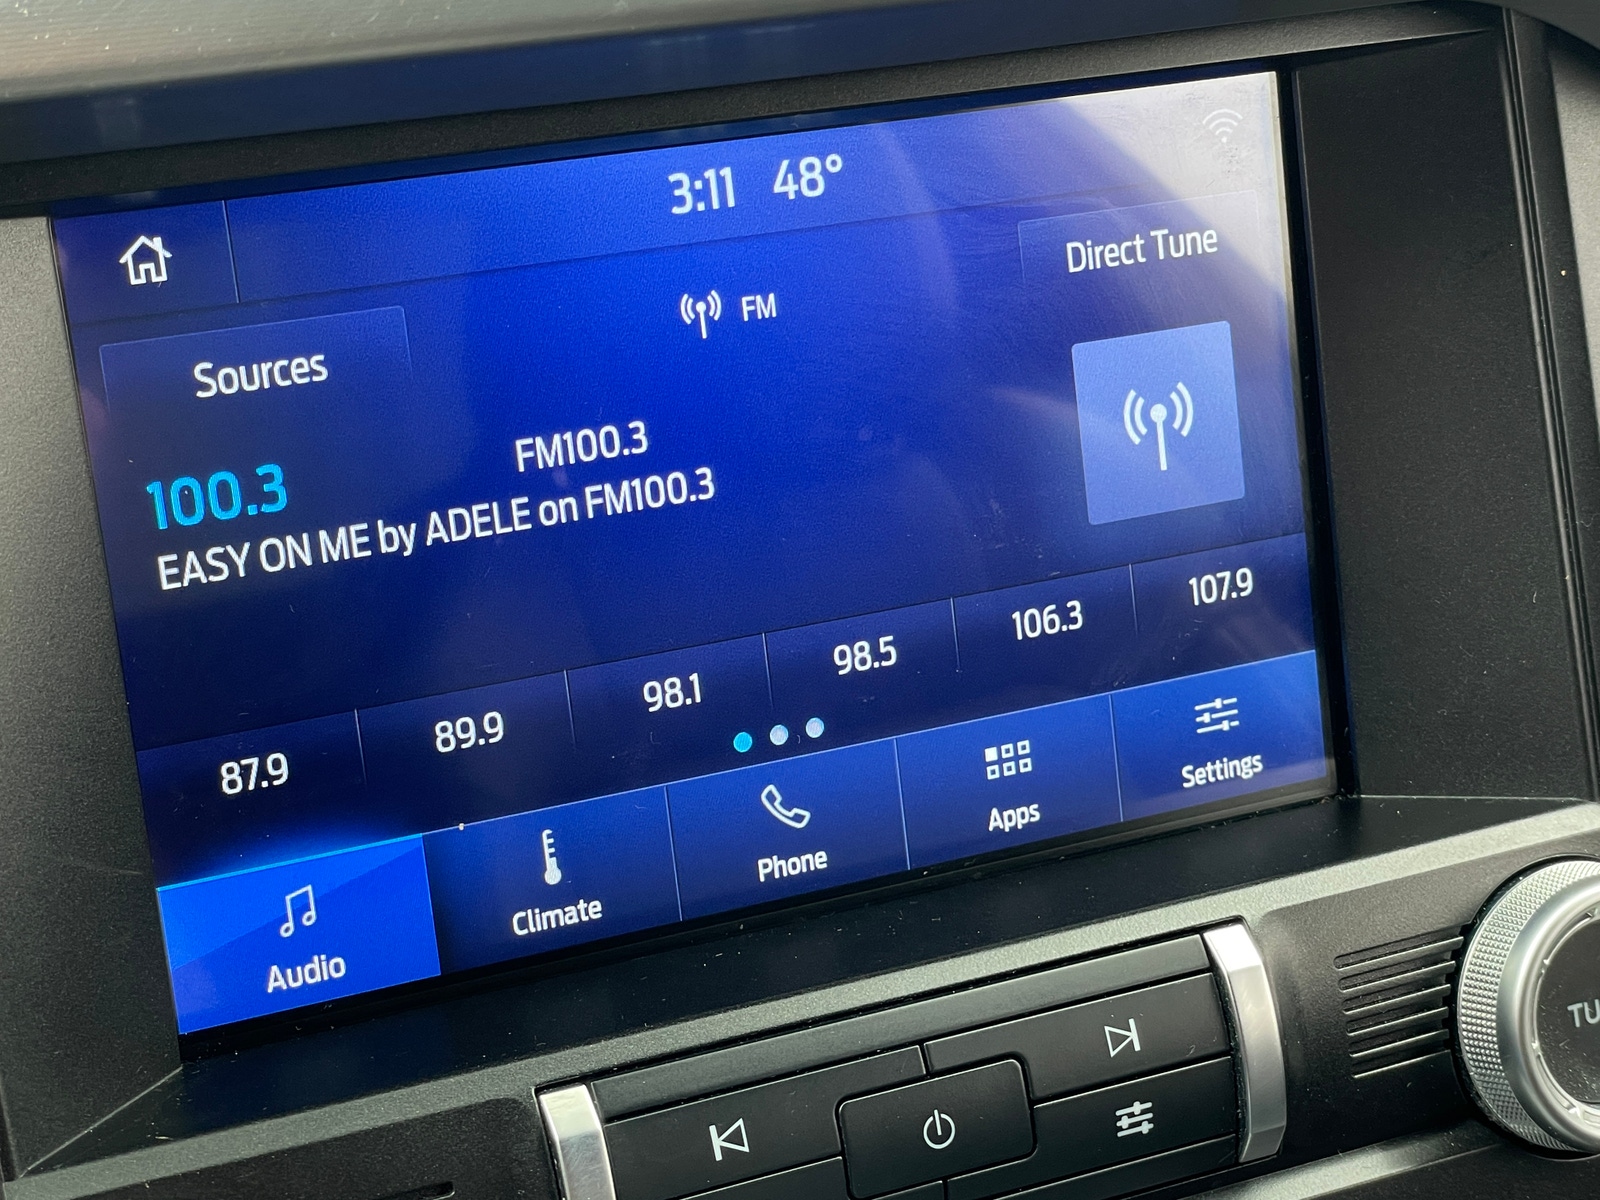 3:11 48°
Direct Tune
FM
Sources
FM100.3
100.3
EASY ON ME by ADELE on FM100.3
87.9 89.9 98.1 98.5 106.3 107.9
Audio Climate Phone Apps Settings